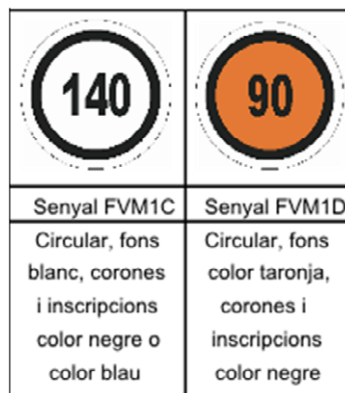 140
90
Senyal FVM1C
Senyal FVM1D
Circular, fons
blanc, corones
i inscripcions
color negre o
color blau
Circular, fons
color taronja,
corones i
inscripcions
color negre